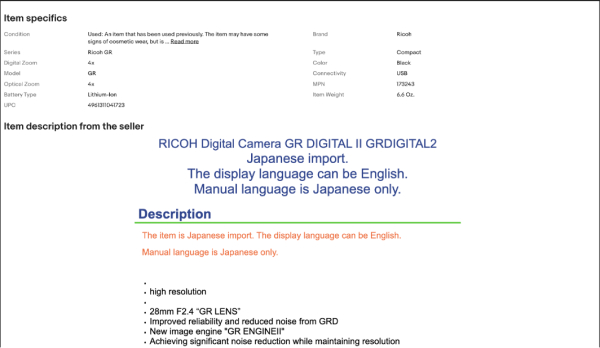 Item specifics
Condition Used: An item that has been used previously. The item may have some signs of cosmetic wear, but is ... Read more Brand Ricoh
Series Ricoh GR Type Compact
Digital Zoom 4x Color Black
Model GR Connectivity USB
Optical Zoom 4x MPN 173243
Battery Type Lithium-Ion Item Weight 6.6 Oz.
UPC 4961311041723
Item description from the seller
RICOH Digital Camera GR DIGITAL II GRDIGITAL2
Japanese import.
The display language can be English.
Manual language is Japanese only.
Description
The item is Japanese import. The display language can be English.
Manual language is Japanese only.
•
• high resolution
•
• 28mm F2.4 “GR LENS”
• Improved reliability and reduced noise from GRD
• New image engine "GR ENGINEII"
• Achieving significant noise reduction while maintaining resolution